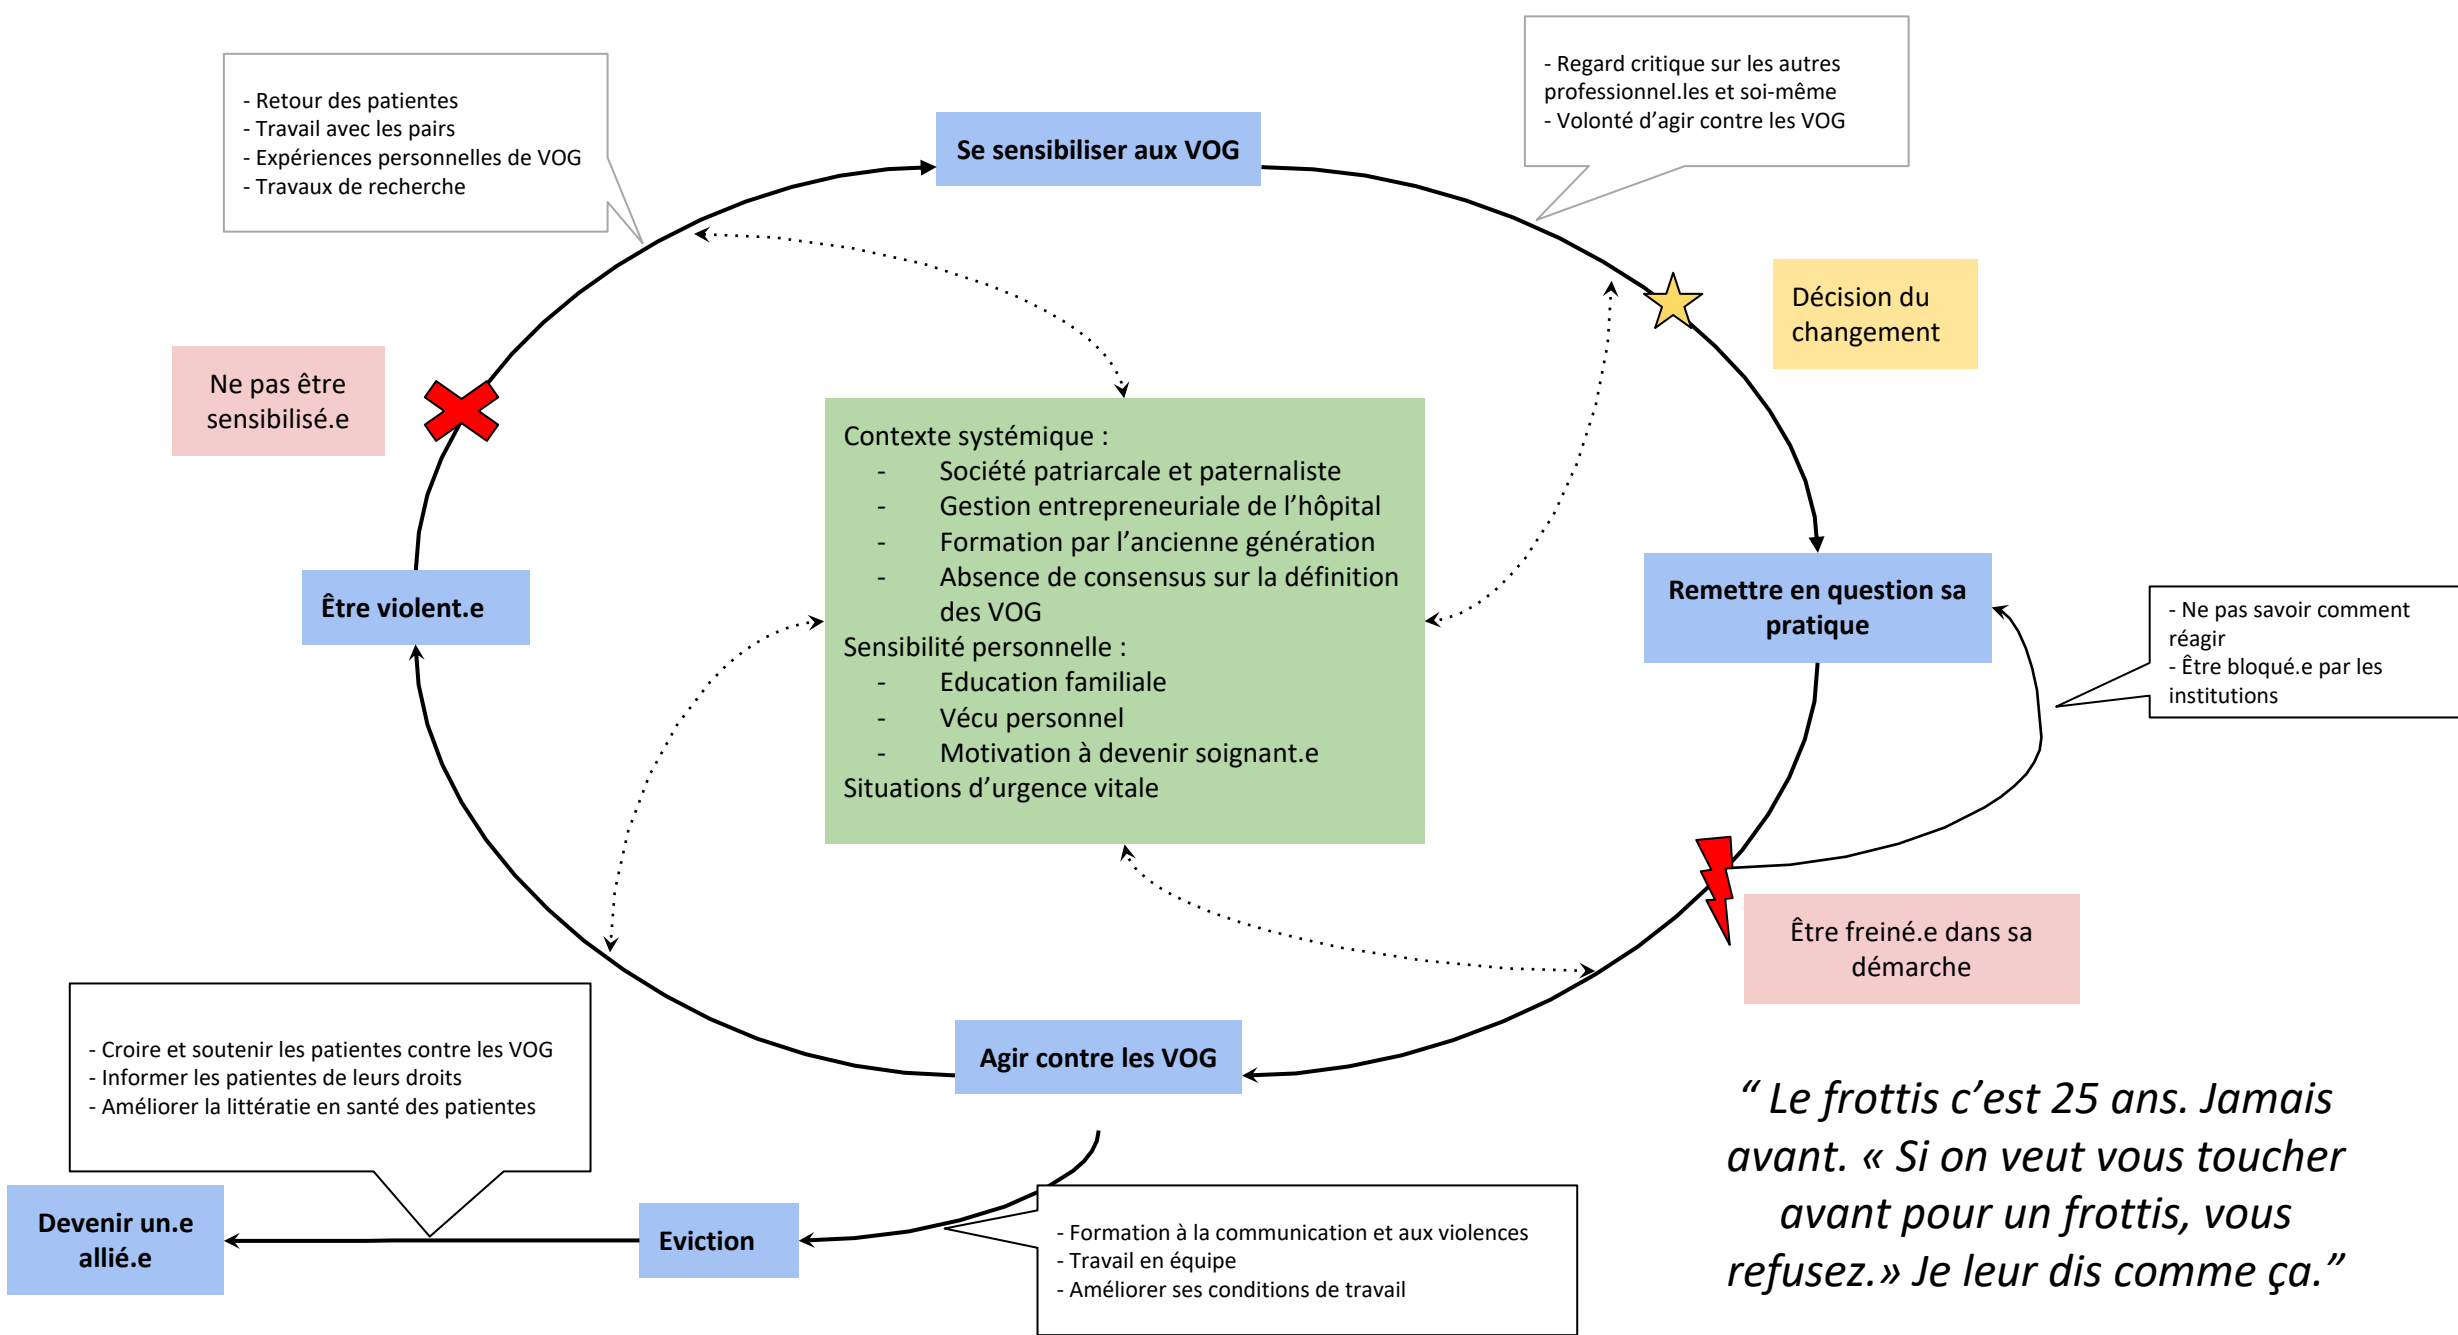 - Retour des patientes
- Travail avec les pairs
- Expériences personnelles de VOG
- Travaux de recherche
Se sensibiliser aux VOG
- Regard critique sur les autres
professionnel.les et soi-même
- Volonté d’agir contre les VOG
Décision du
changement
Ne pas être
sensibilisé.e
Contexte systémique :
- Société patriarcale et paternaliste
- Gestion entrepreneuriale de l’hôpital
- Formation par l’ancienne génération
- Absence de consensus sur la définition
des VOG
Sensibilité personnelle :
- Education familiale
- Vécu personnel
- Motivation à devenir soignant.e
Situations d’urgence vitale
Être violent.e
Remettre en question sa
pratique
- Ne pas savoir comment
réagir
- Être bloqué.e par les
institutions
Être freiné.e dans sa
démarche
Agir contre les VOG
- Croire et soutenir les patientes contre les VOG
- Informer les patientes de leurs droits
- Améliorer la littératie en santé des patientes
Devenir un.e
allié.e
Eviction
- Formation à la communication et aux violences
- Travail en équipe
- Améliorer ses conditions de travail
“ Le frottis c’est 25 ans. Jamais
avant. « Si on veut vous toucher
avant pour un frottis, vous
refusez.» Je leur dis comme ça.”